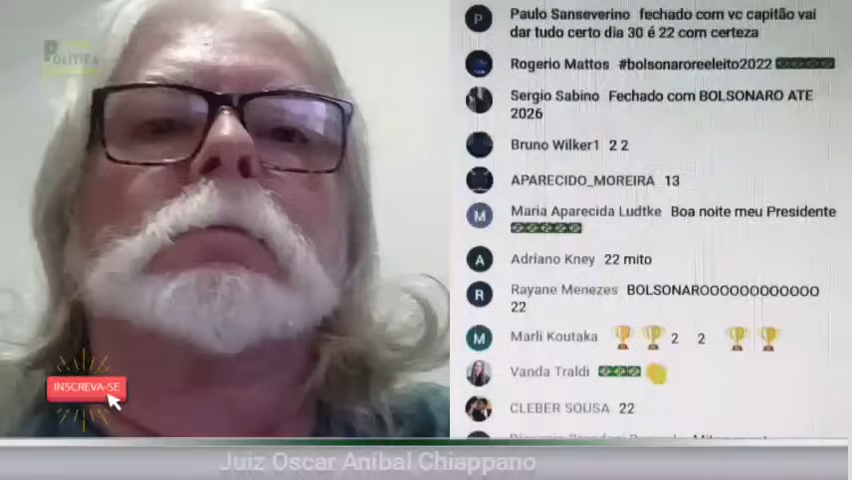 POLÍTICA
INSCREVA-SE
Paulo Sanseverino fechado com vc capitão vai
dar tudo certo dia 30 é 22 com certeza
Rogerio Mattos #bolsonaroreeleito2022
Sergio Sabino Fechado com BOLSONARO ATE
2026
Bruno Wilker1 2 2
APARECIDO_MOREIRA 13
M Maria Aparecida Ludtke Boa noite meu Presidente
A Adriano Kney 22 mito
R Rayane Menezes BOLSONAROOOOOOOOOOOO
22
M Marli Koutaka 2 2
Vanda Traldi
CLEBER SOUSA 22
Juiz Oscar Aníbal Chiappano